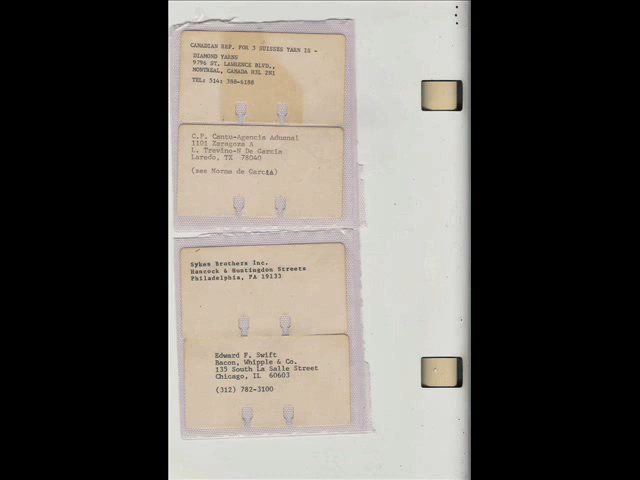 CANADIAN REP. FOR 3 SUISSES YARN IS -
DIAMOND YARNS
9796 ST. LAWRENCE BLVD.,
MONTREAL, CANADA H3L 2N1
TEL: 514: 388-6188
C.F. Cantu-Agencia Aduanal
1101 Zaragoza A
L. Trevino-N De Garcia
Laredo, TX 78040
(see Norma de Garcia)
Sykes Brothers Inc.
Hancock & Huntingdon Streets
Philadelphia, PA 19133
Edward F. Swift
Bacon, Whipple & Co.
135 South La Salle Street
Chicago, IL 60603
(312) 782-3100